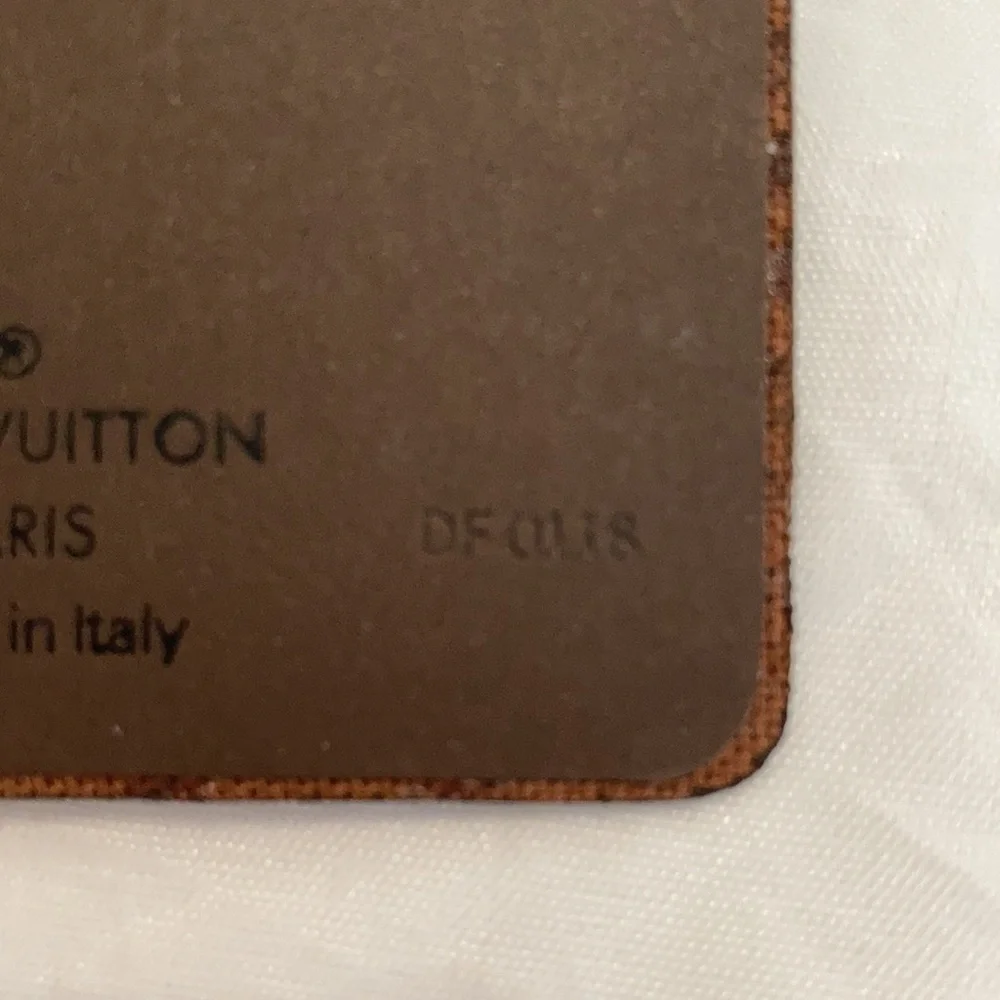 ®
VUITTON
ARIS
in Italy
DF0118